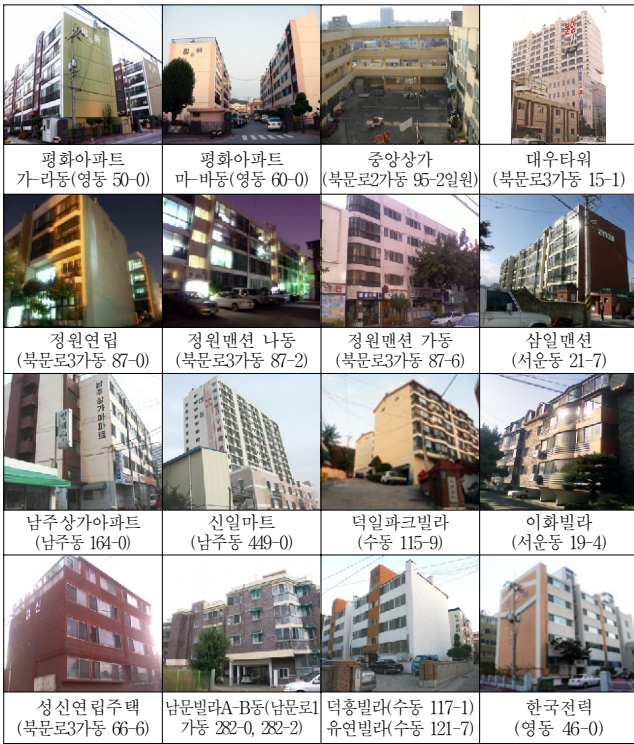 평화아파트
가-라동(영동 50-0)
평화아파트
마-바동(영동 60-0)
중앙상가
(북문로2가동 95-2일원)
대우타워
(북문로3가동 15-1)
정원연립
(북문로3가동 87-0)
정원맨션 나동
(북문로3가동 87-2)
정원맨션 가동
(북문로3가동 87-6)
삼일맨션
(서운동 21-7)
남주상가아파트
남주상가아파트
(남주동 164-0)
신일마트
(남주동 449-0)
덕일파크빌라
(수동 115-9)
이화빌라
(서운동 19-4)
성신연립주택
(북문로3가동 66-6)
남문빌라A-B동(남문로1
가동 282-0, 282-2)
덕흥빌라(수동 117-1)
유연빌라(수동 121-7)
한국전력
(영동 46-0)